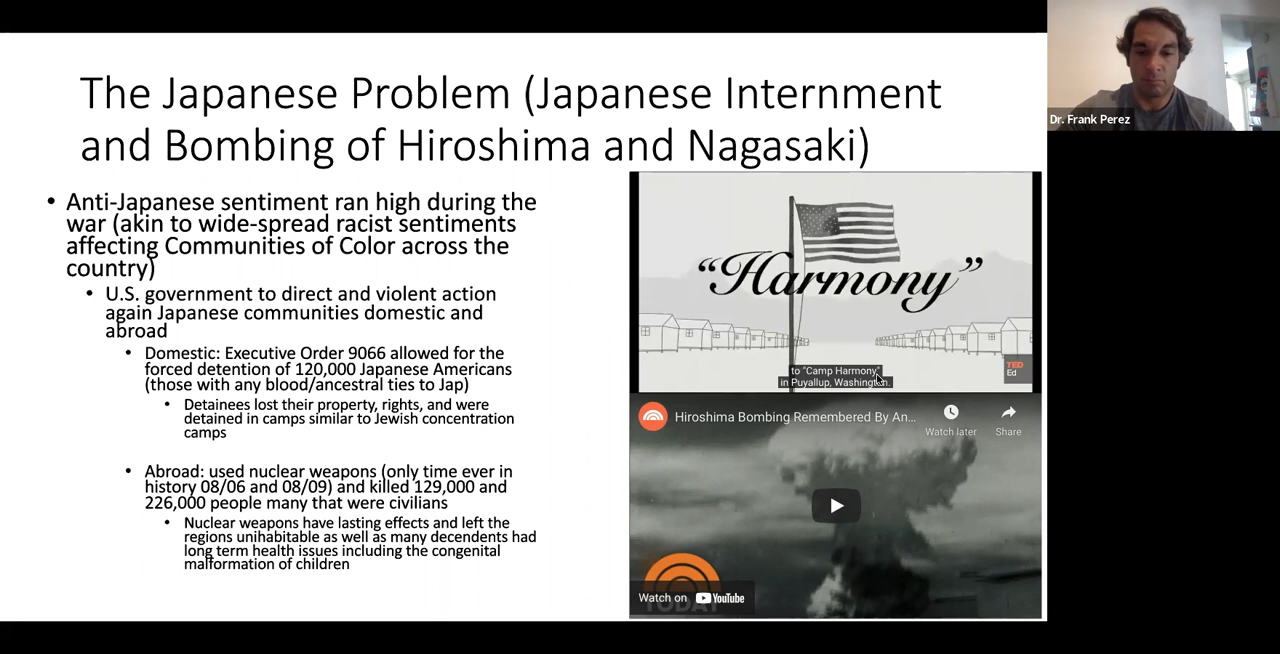 The Japanese Problem (Japanese Internment
and Bombing of Hiroshima and Nagasaki)
• Anti-Japanese sentiment ran high during the
war (akin to wide-spread racist sentiments
affecting Communities of Color across the
country)
• U.S. government to direct and violent action
again Japanese communities domestic and
abroad
• Domestic: Executive Order 9066 allowed for the
forced detention of 120,000 Japanese Americans
(those with any blood/ancestral ties to Jap)
• Detainees lost their property, rights, and were
detained in camps similar to Jewish concentration
camps
• Abroad: used nuclear weapons (only time ever in
history 08/06 and 08/09) and killed 129,000 and
226,000 people many that were civilians
• Nuclear weapons have lasting effects and left the
regions unihabitable as well as many decendents had
long term health issues including the congenital
malformation of children
“Harmony”
to "Camp Harmony"
in Puyallup, Washington.
TED
Ed
Hiroshima Bombing Remembered By An...
Watch later
Share
TODAY
Watch on YouTube
Dr. Frank Perez